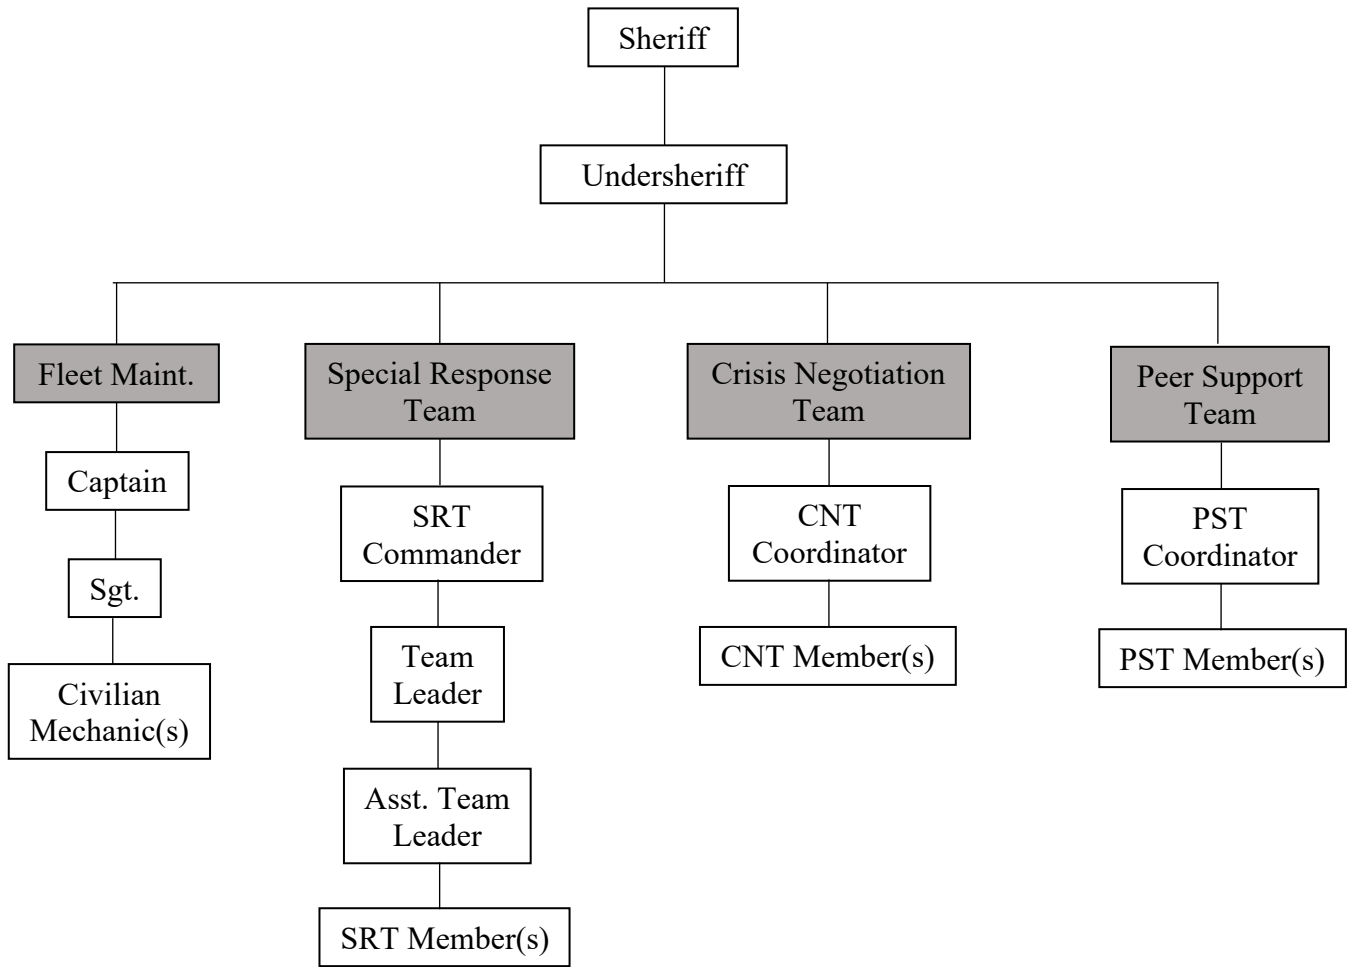 Sheriff
Undersheriff
Fleet Maint.
Captain
Sgt.
Civilian
Mechanic(s)
Special Response
Team
SRT
Commander
Team
Leader
Asst. Team
Leader
SRT Member(s)
Crisis Negotiation
Team
CNT
Coordinator
CNT Member(s)
Peer Support
Team
PST
Coordinator
PST Member(s)